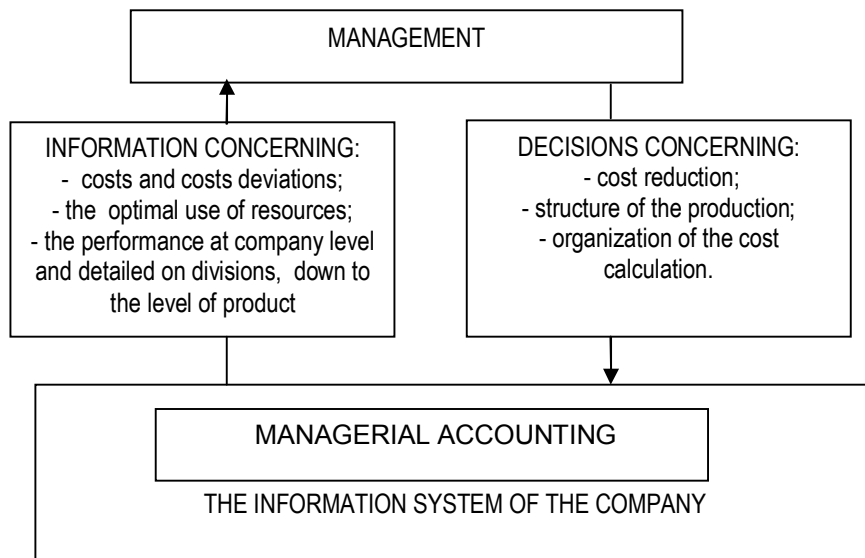 MANAGEMENT
INFORMATION CONCERNING:
- costs and costs deviations;
- the optimal use of resources;
- the performance at company level
and detailed on divisions, down to
the level of product
DECISIONS CONCERNING:
- cost reduction;
- structure of the production;
- organization of the cost
calculation.
MANAGERIAL ACCOUNTING
THE INFORMATION SYSTEM OF THE COMPANY